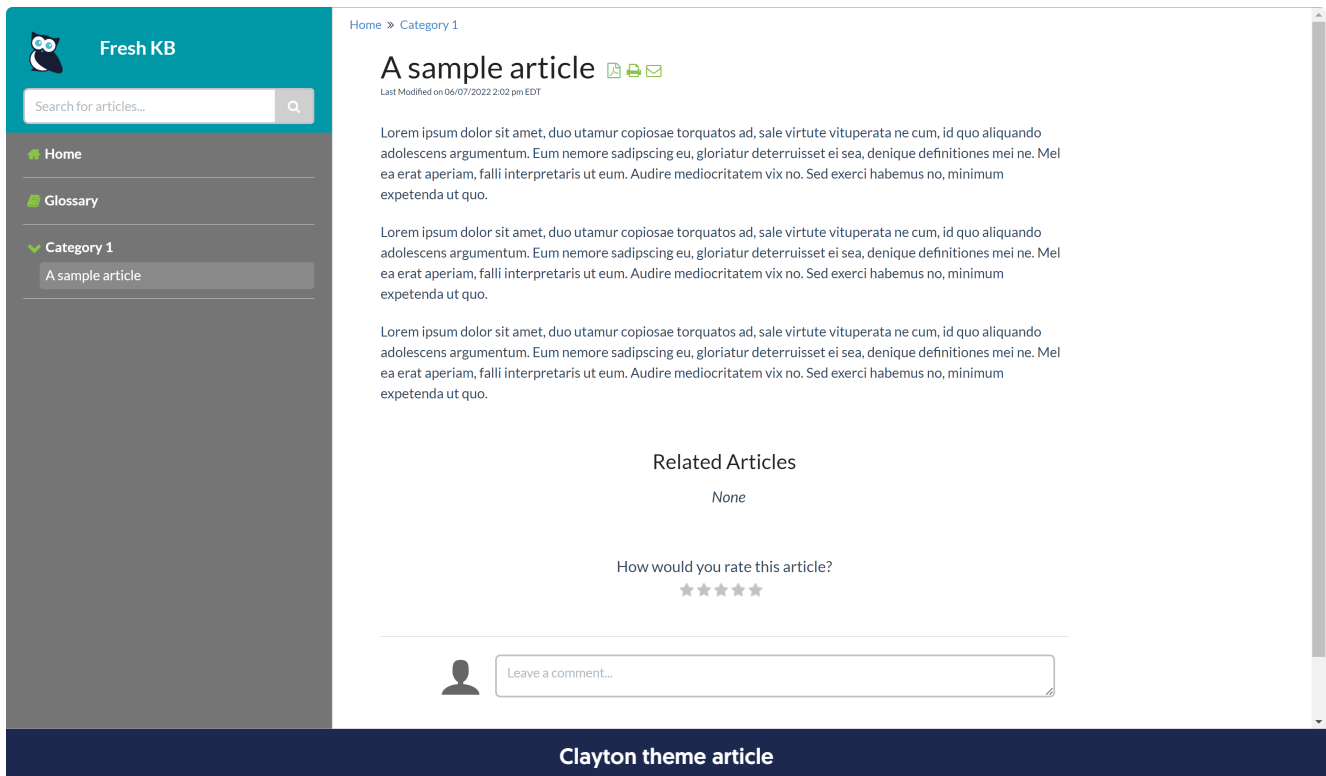 Fresh KB
Search for articles...
Home
Glossary
Category 1
A sample article
Home » Category 1
A sample article
Last Modified on 06/07/2022 2:02 pm EDT
Lorem ipsum dolor sit amet, duo utamur copiosae torquatos ad, sale virtute vituperata ne cum, id quo aliquando
adolescens argumentum. Eum nemore sadipscing eu, gloriatur deterruisset ei sea, denique definitiones mei ne. Mel
ea erat aperiam, falli interpretaris ut eum. Audire mediocritatem vix no. Sed exerci habemus no, minimum
expetenda ut quo.
Lorem ipsum dolor sit amet, duo utamur copiosae torquatos ad, sale virtute vituperata ne cum, id quo aliquando
adolescens argumentum. Eum nemore sadipscing eu, gloriatur deterruisset ei sea, denique definitiones mei ne. Mel
ea erat aperiam, falli interpretaris ut eum. Audire mediocritatem vix no. Sed exerci habemus no, minimum
expetenda ut quo.
Lorem ipsum dolor sit amet, duo utamur copiosae torquatos ad, sale virtute vituperata ne cum, id quo aliquando
adolescens argumentum. Eum nemore sadipscing eu, gloriatur deterruisset ei sea, denique definitiones mei ne. Mel
ea erat aperiam, falli interpretaris ut eum. Audire mediocritatem vix no. Sed exerci habemus no, minimum
expetenda ut quo.
Related Articles
None
How would you rate this article?
Leave a comment...
Clayton theme article